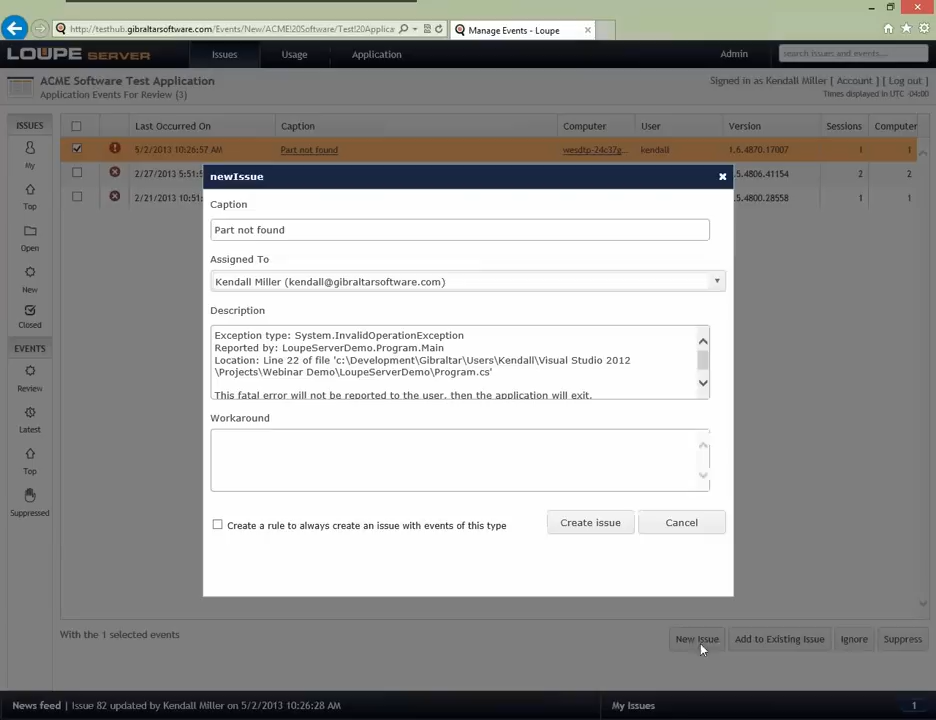 http://testhub.gibraltarsoftware.com/Events/New/ACME%20Software/Test%20Applica
Manage Events - Loupe
LOUPE SERVER
Issues
Usage
Application
Admin
search issues, events...
ACME Software Test Application
Application Events For Review (3)
Signed in as Kendall Miller [ Account ] [ Log out ]
Times displayed in UTC -04:00
ISSUES
My
Top
Open
New
Closed
EVENTS
Review
Latest
Top
Suppressed
Last Occurred On
Caption
Computer
User
Version
Sessions
Computer
5/2/2013 10:26:57 AM
Part not found
wesdtp-24c37g...
kendall
1.6.4870.17007
1
1
2/27/2013 5:51:5
.5.4806.41154
2
2
2/21/2013 10:51:
.5.4800.28558
1
1
newIssue
Caption
Part not found
Assigned To
Kendall Miller (kendall@gibraltarsoftware.com)
Description
Exception type: System.InvalidOperationException
Reported by: LoupeServerDemo.Program.Main
Location: Line 22 of file 'c:\Development\Gibraltar\Users\Kendall\Visual Studio 2012
\Projects\Webinar Demo\LoupeServerDemo\Program.cs'
This fatal error will not be reported to the user, then the application will exit.
Workaround
Create a rule to always create an issue with events of this type
Create issue
Cancel
With the 1 selected events
New Issue
Add to Existing Issue
Ignore
Suppress
News feed | Issue 82 updated by Kendall Miller on 5/2/2013 10:26:28 AM
My Issues
1